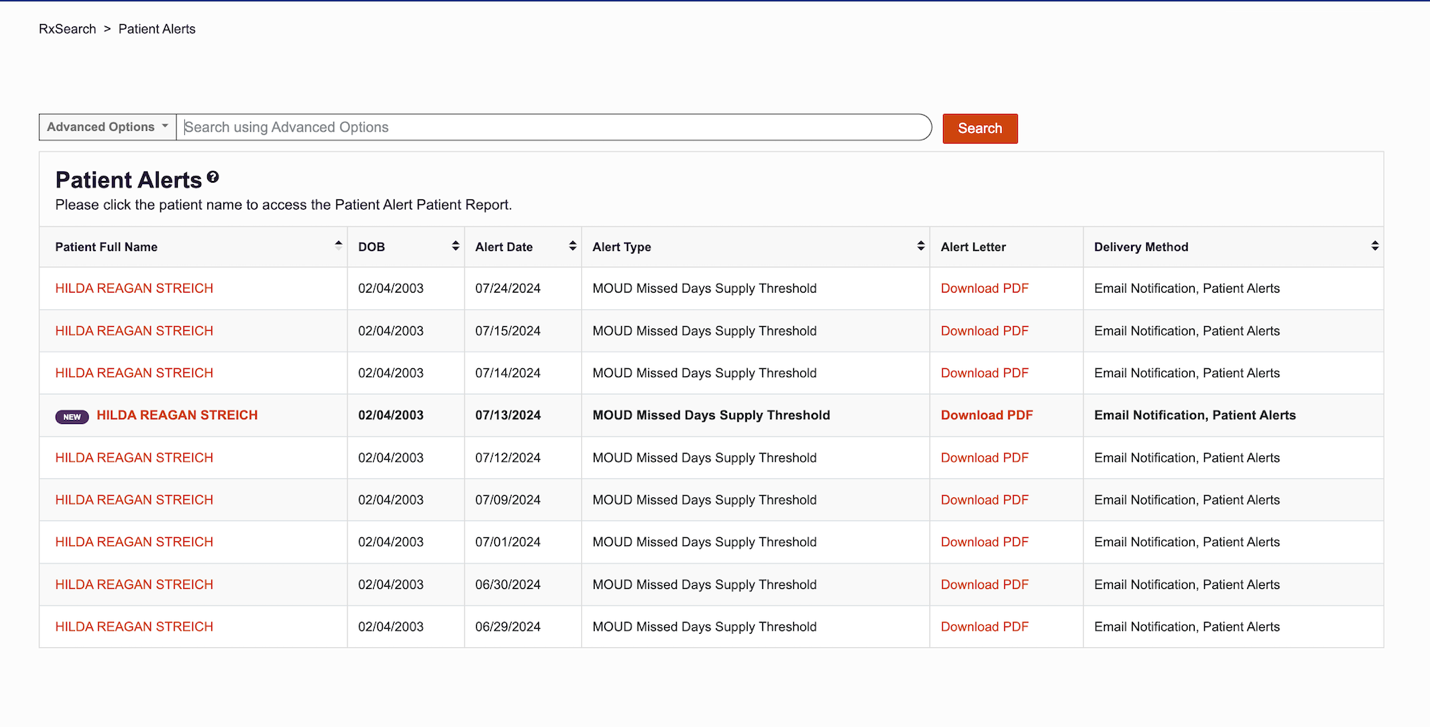 RxSearch > Patient Alerts
Advanced Options Search using Advanced Options Search
Patient Alerts ?
Please click the patient name to access the Patient Alert Patient Report.
Patient Full Name DOB Alert Date Alert Type Alert Letter Delivery Method
HILDA REAGAN STREICH 02/04/2003 07/24/2024 MOUD Missed Days Supply Threshold Download PDF Email Notification, Patient Alerts
HILDA REAGAN STREICH 02/04/2003 07/15/2024 MOUD Missed Days Supply Threshold Download PDF Email Notification, Patient Alerts
HILDA REAGAN STREICH 02/04/2003 07/14/2024 MOUD Missed Days Supply Threshold Download PDF Email Notification, Patient Alerts
NEW HILDA REAGAN STREICH 02/04/2003 07/13/2024 MOUD Missed Days Supply Threshold Download PDF Email Notification, Patient Alerts
HILDA REAGAN STREICH 02/04/2003 07/12/2024 MOUD Missed Days Supply Threshold Download PDF Email Notification, Patient Alerts
HILDA REAGAN STREICH 02/04/2003 07/09/2024 MOUD Missed Days Supply Threshold Download PDF Email Notification, Patient Alerts
HILDA REAGAN STREICH 02/04/2003 07/01/2024 MOUD Missed Days Supply Threshold Download PDF Email Notification, Patient Alerts
HILDA REAGAN STREICH 02/04/2003 06/30/2024 MOUD Missed Days Supply Threshold Download PDF Email Notification, Patient Alerts
HILDA REAGAN STREICH 02/04/2003 06/29/2024 MOUD Missed Days Supply Threshold Download PDF Email Notification, Patient Alerts